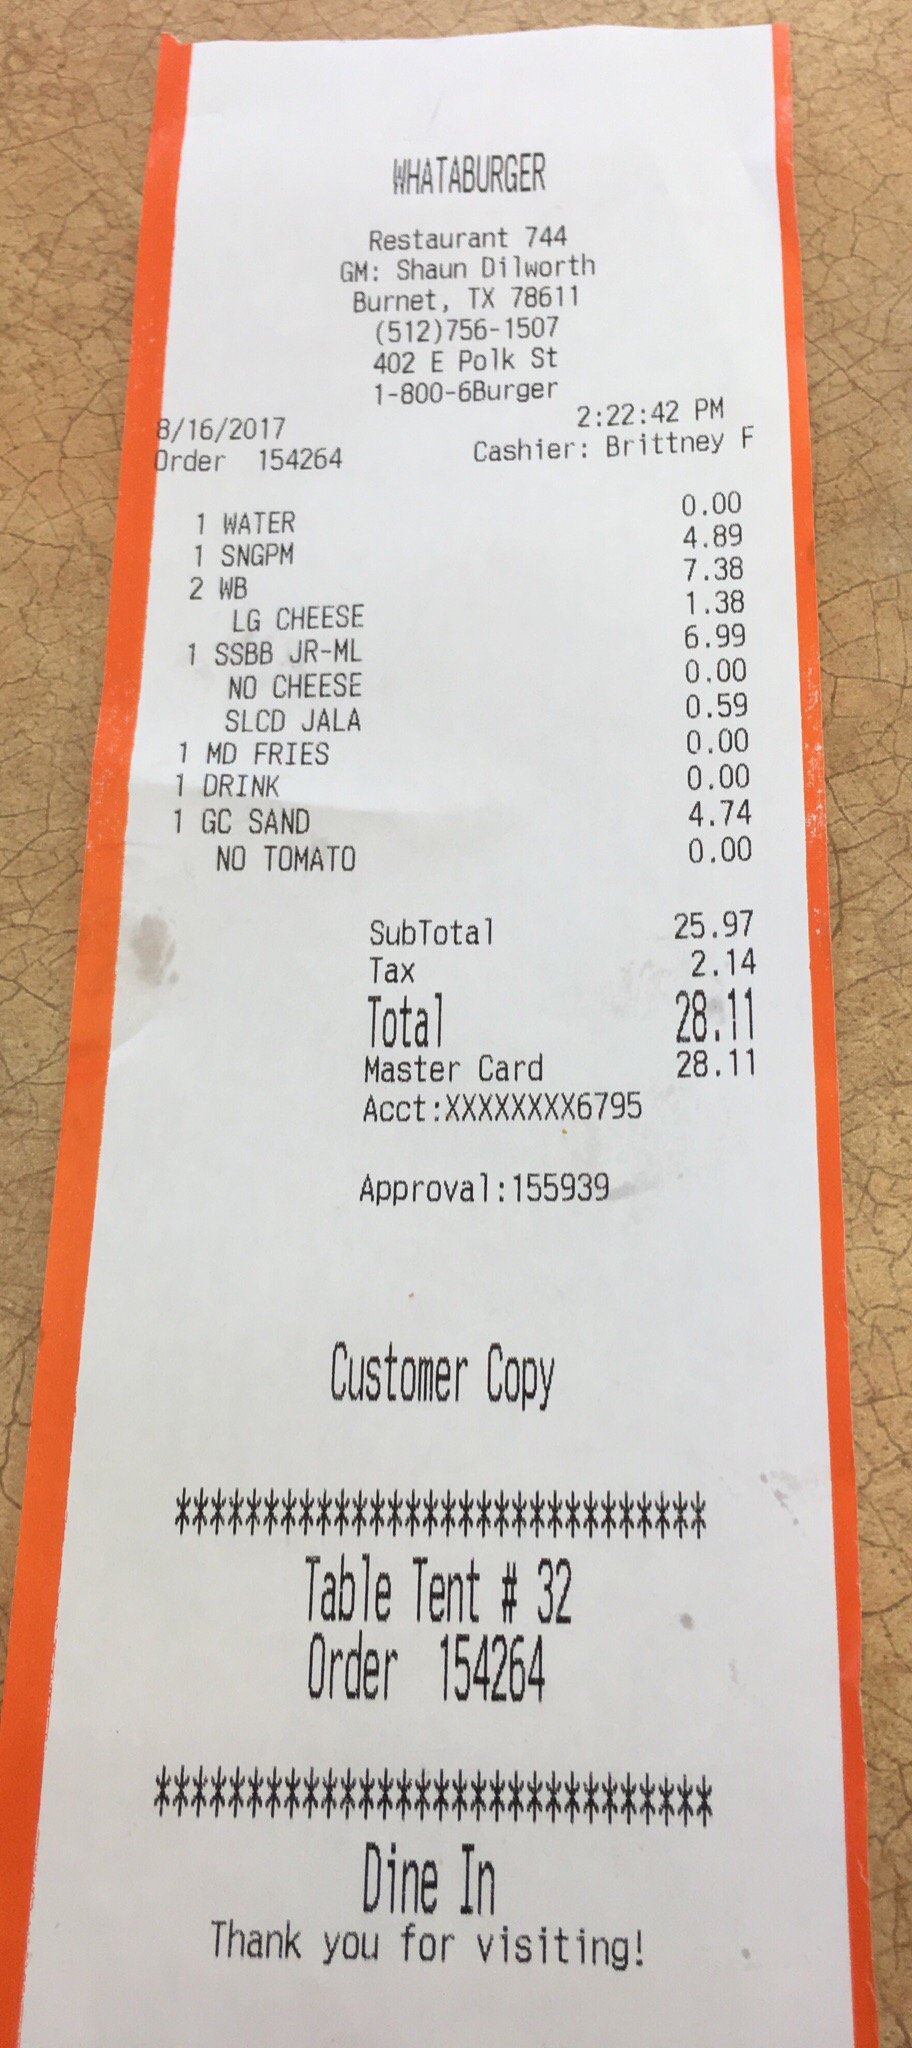 WHATABURGER
Restaurant 744
GM: Shaun Dilworth
Burnet, TX 78611
(512)756-1507
402 E Polk St
1-800-6Burger
8/16/2017 2:22:42 PM
Order 154264 Cashier: Brittney F
1 WATER 0.00
1 SNGPM 4.89
2 WB 7.38
LG CHEESE 1.38
1 SSBB JR-ML 6.99
NO CHEESE 0.00
SLCD JALA 0.59
1 MD FRIES 0.00
1 DRINK 0.00
1 GC SAND 4.74
NO TOMATO 0.00
SubTotal 25.97
Tax 2.14
Total 28.11
Master Card 28.11
Acct:XXXXXXXX6795
Approval:155939
Customer Copy
******************************
Table Tent # 32
Order 154264
*******************************
Dine In
Thank you for visiting!